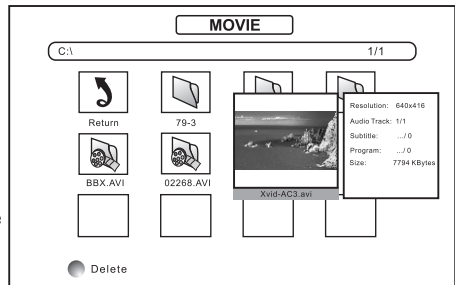 MOVIE
C:\ 1/1
Return 79-3
Resolution: 640x416
Audio Track: 1/1
Subtitle: .../ 0
Program: .../ 0
Size: 7794 KBytes
BBX.AVI 02268.AVI
Xvid-AC3.avi
Delete